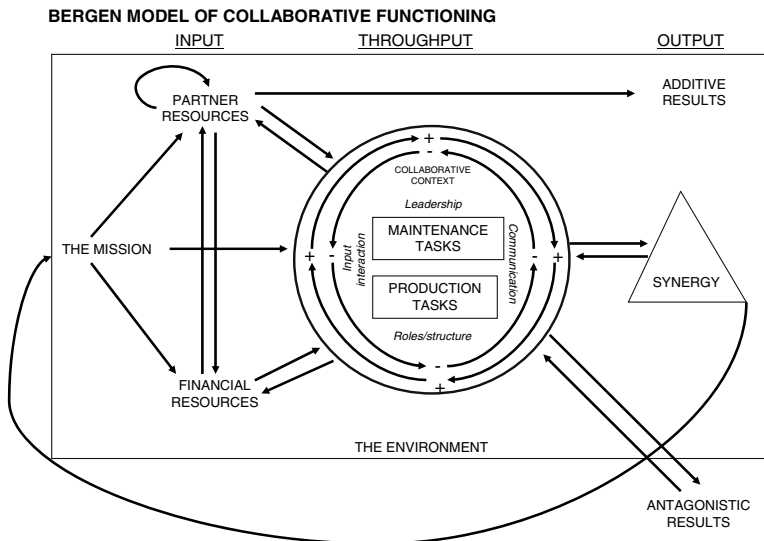 BERGEN MODEL OF COLLABORATIVE FUNCTIONING
INPUT
THROUGHPUT
OUTPUT
PARTNER
RESOURCES
ADDITIVE
RESULTS
+
-
COLLABORATIVE
CONTEXT
Leadership
THE MISSION
+
-
Input
interaction
MAINTENANCE
TASKS
PRODUCTION
TASKS
Communication
-
+
SYNERGY
Roles/structure
-
+
FINANCIAL
RESOURCES
THE ENVIRONMENT
ANTAGONISTIC
RESULTS